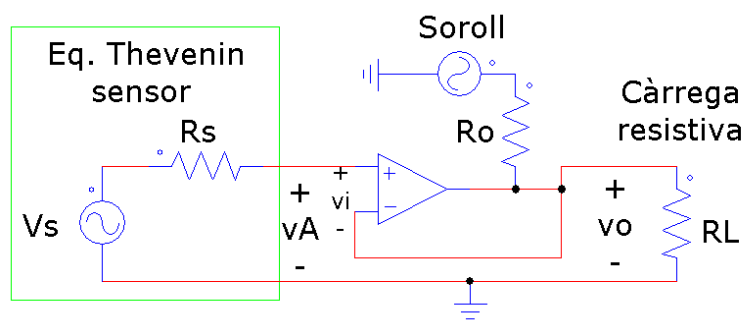 Soroll
Eq. Thevenin
sensor
Càrrega
resistiva
Rs
Ro
+
vi
-
+
-
+
vA
-
+
vo
-
Vs
RL